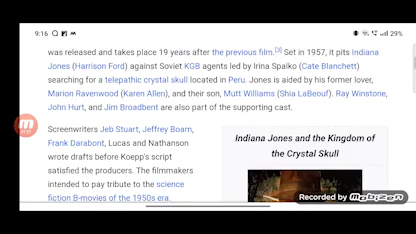 9:16
29%
was released and takes place 19 years after the previous film.[3] Set in 1957, it pits Indiana
Jones (Harrison Ford) against Soviet KGB agents led by Irina Spalko (Cate Blanchett)
searching for a telepathic crystal skull located in Peru. Jones is aided by his former lover,
Marion Ravenwood (Karen Allen), and their son, Mutt Williams (Shia LaBeouf). Ray Winstone,
John Hurt, and Jim Broadbent are also part of the supporting cast.
Screenwriters Jeb Stuart, Jeffrey Boam,
Frank Darabont, Lucas and Nathanson
wrote drafts before Koepp's script
satisfied the producers. The filmmakers
intended to pay tribute to the science
fiction B-movies of the 1950s era.
Indiana Jones and the Kingdom of
the Crystal Skull
Recorded by Mobizen